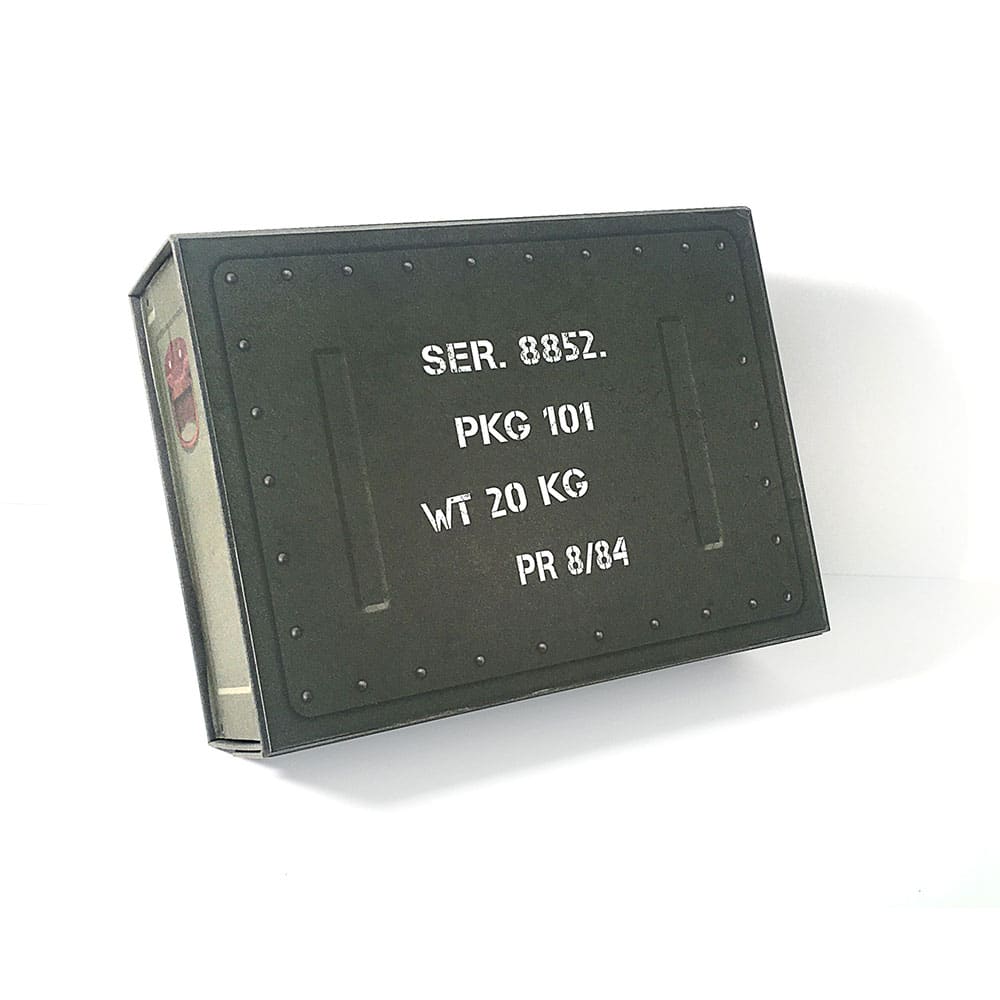 SER. 8852.
PKG 101
WT 20 KG
PR 8/84